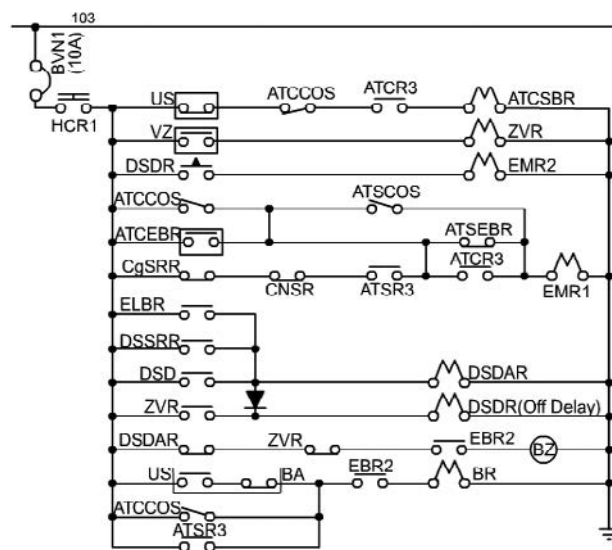 103
BVN1
(10A)
HCR1
US ATCCOS ATCR3 ATCSBR
VZ ZVR
DSDR EMR2
ATCCOS ATSCOS
ATCEBR ATSEBR
CgSRR CNSR ATSR3 ATCR3 EMR1
ELBR
DSSRR
DSD DSDAR
ZVR DSDR(Off Delay)
DSDAR ZVR EBR2 BZ
US BA EBR2 BR
ATCCOS
ATSR3